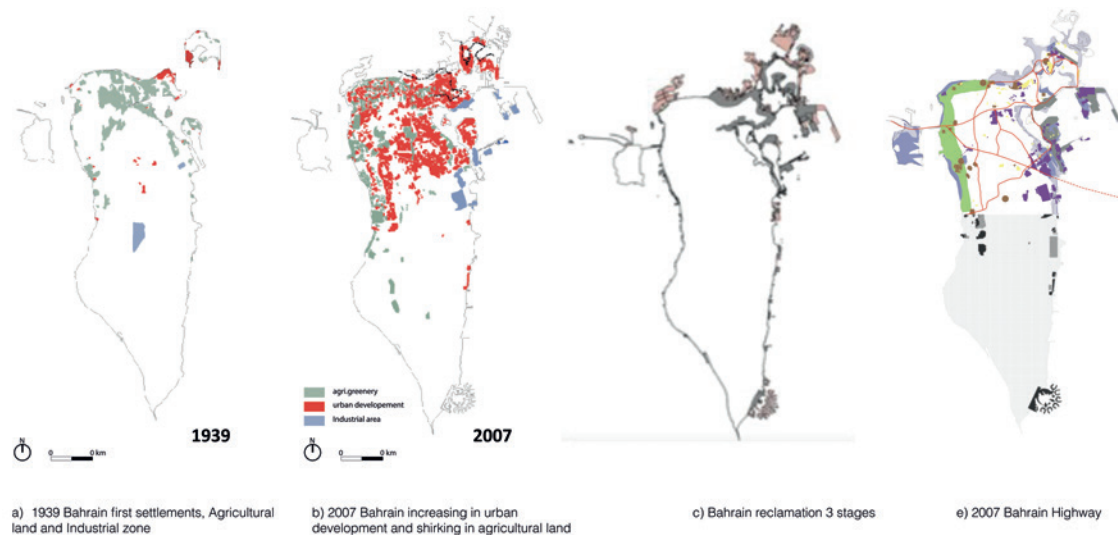 agri.greenery
urban developement
Industrial area
1939
2007
N
0
0 km
N
0
0 km
a) 1939 Bahrain first settlements, Agricultural
land and Industrial zone
b) 2007 Bahrain increasing in urban
development and shirking in agricultural land
c) Bahrain reclamation 3 stages
e) 2007 Bahrain Highway